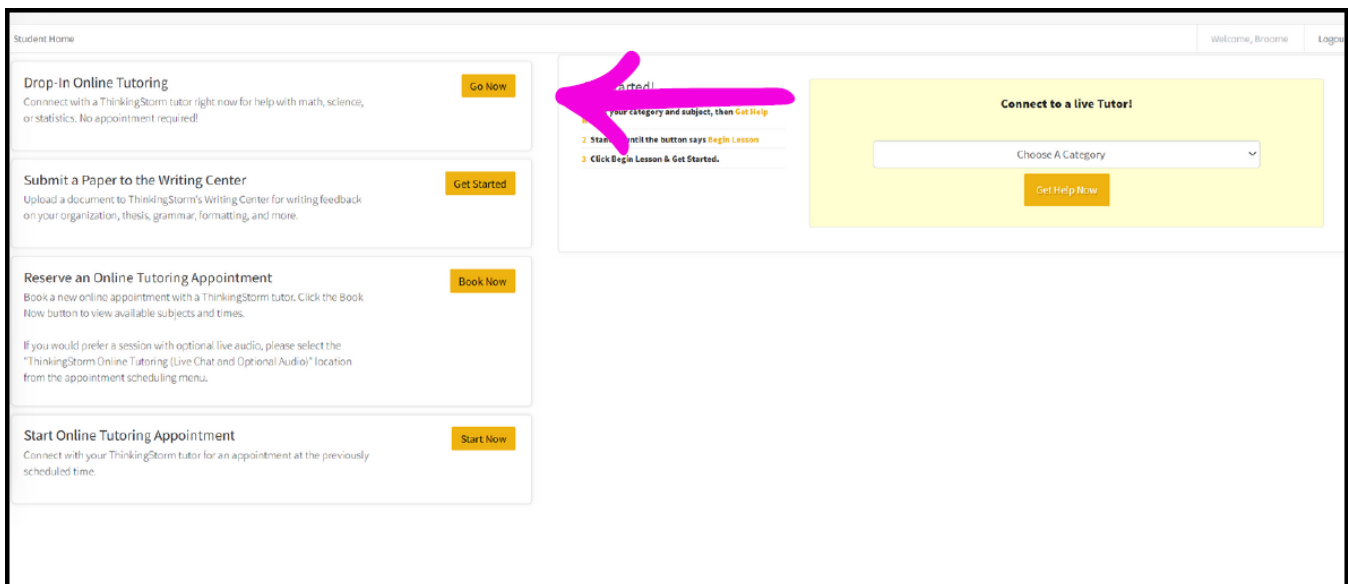 Student Home
Welcome, Broome
Logou
Drop-In Online Tutoring
Go Now
Connnect with a ThinkingStorm tutor right now for help with math, science,
or statistics. No appointment required!
Submit a Paper to the Writing Center
Get Started
Upload a document to ThinkingStorm's Writing Center for writing feedback
on your organization, thesis, grammar, formatting, and more.
Reserve an Online Tutoring Appointment
Book Now
Book a new online appointment with a ThinkingStorm tutor. Click the Book
Now button to view available subjects and times.
If you would prefer a session with optional live audio, please select the
"ThinkingStorm Online Tutoring (Live Chat and Optional Audio)" location
from the appointment scheduling menu.
Start Online Tutoring Appointment
Start Now
Connect with your ThinkingStorm tutor for an appointment at the previously
scheduled time.
arted!
your category and subject, then Get Help
2 Stan ntil the button says Begin Lesson
3 Click Begin Lesson & Get Started.
Connect to a live Tutor!
Choose A Category
Get Help Now